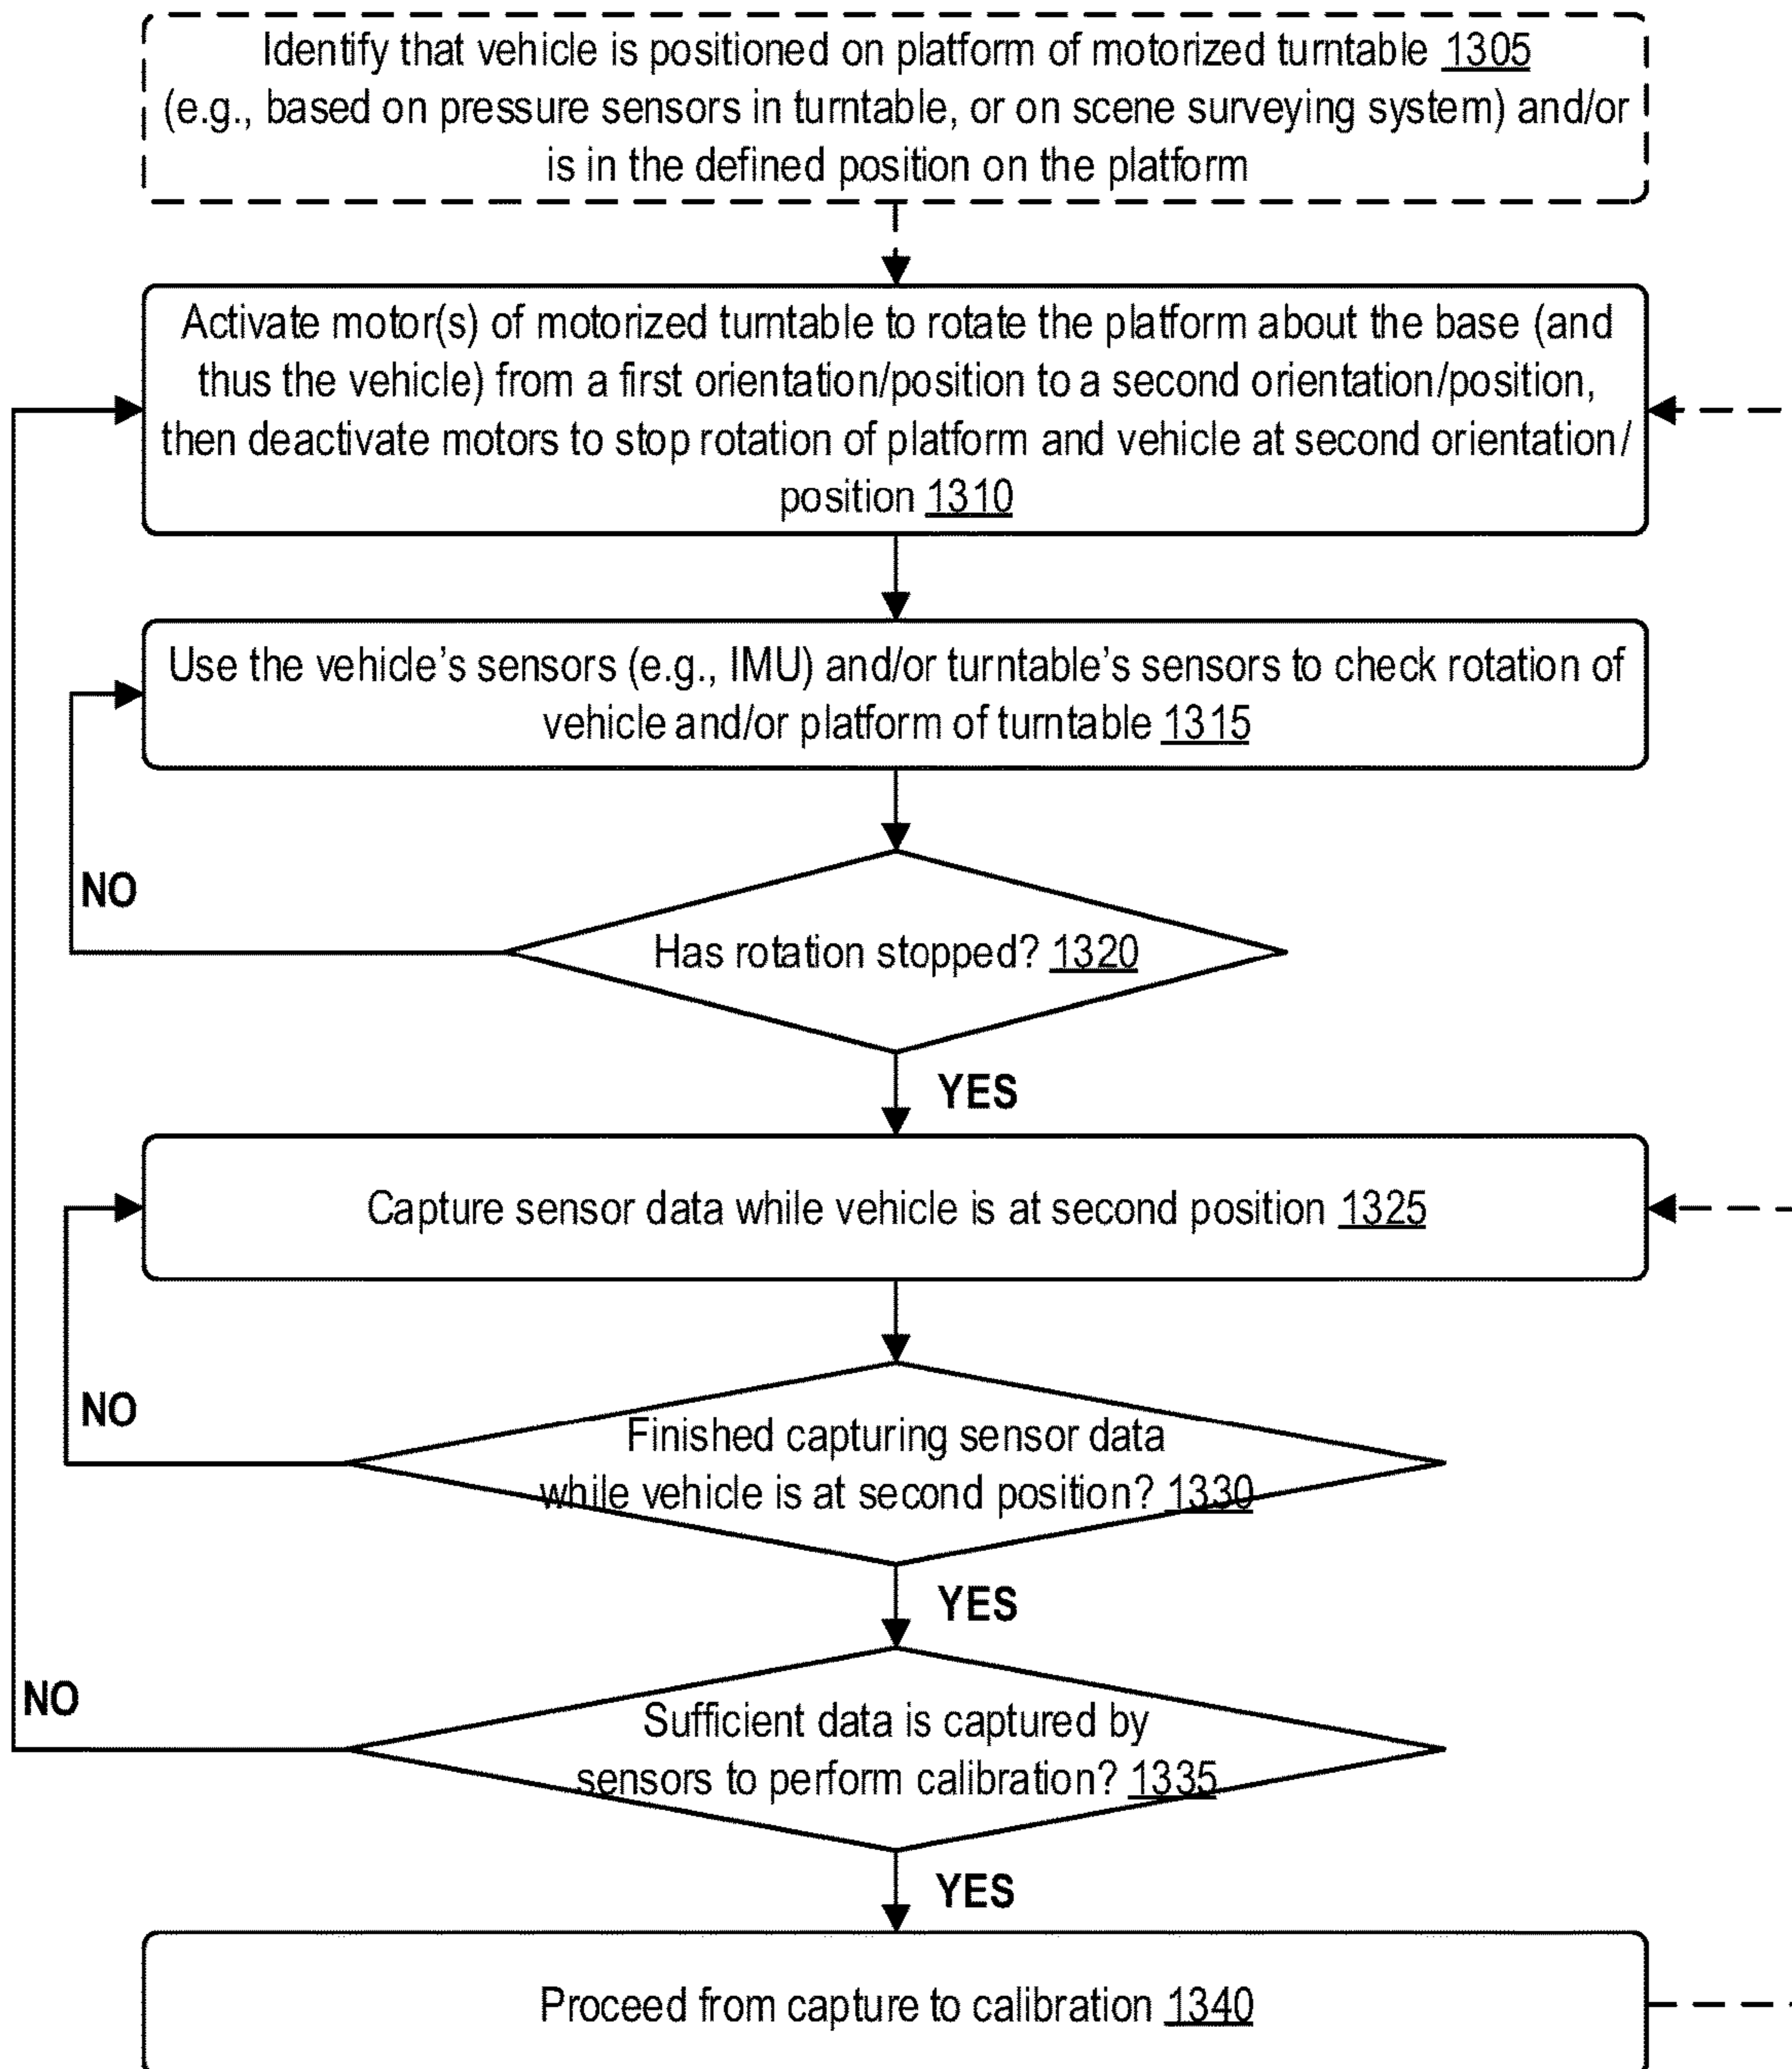 Identify that vehicle is positioned on platform of motorized turntable 1305
(e.g., based on pressure sensors in turntable, or on scene surveying system) and/or
is in the defined position on the platform
Activate motor(s) of motorized turntable to rotate the platform about the base (and
thus the vehicle) from a first orientation/position to a second orientation/position,
then deactivate motors to stop rotation of platform and vehicle at second orientation/
position 1310
Use the vehicle’s sensors (e.g., IMU) and/or turntable’s sensors to check rotation of
vehicle and/or platform of turntable 1315
NO
Has rotation stopped? 1320
YES
Capture sensor data while vehicle is at second position 1325
NO
Finished capturing sensor data
while vehicle is at second position? 1330
YES
NO
Sufficient data is captured by
sensors to perform calibration? 1335
YES
Proceed from capture to calibration 1340